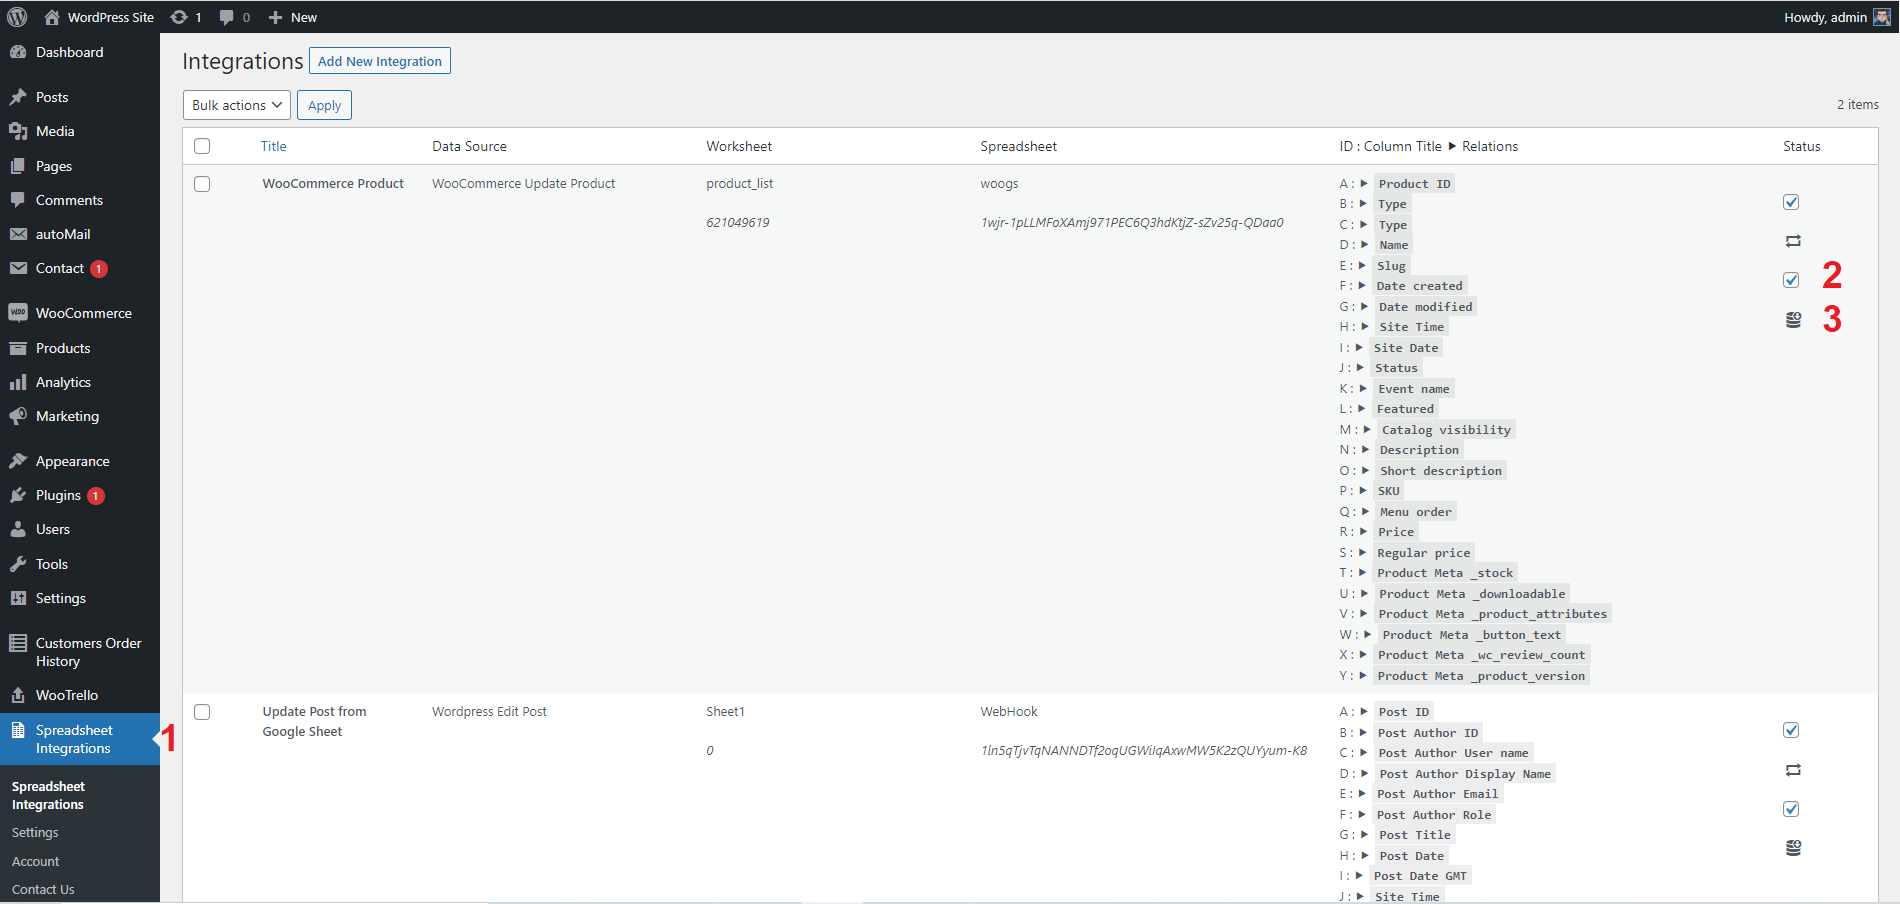 WordPress Site 1 0 New Howdy, admin
Dashboard
Posts
Media
Pages
Comments
autoMail
Contact 1
WooCommerce
Products
Analytics
Marketing
Appearance
Plugins 1
Users
Tools
Settings
Customers Order
History
WooTrello
Spreadsheet
Integrations
1
Spreadsheet
Integrations
Settings
Account
Contact Us
Integrations Add New Integration
Bulk actions Apply 2 items
Title Data Source Worksheet Spreadsheet ID : Column Title ▶ Relations Status
WooCommerce Product WooCommerce Update Product product_list woogs
621049619 1wjr-1pLLMFoXAmj971PEC6Q3hdKtjZ-sZv25q-QDaa0
A : ▶ Product ID
B : ▶ Type
C : ▶ Type
D : ▶ Name
E : ▶ Slug
F : ▶ Date created
G : ▶ Date modified
H : ▶ Site Time
I : ▶ Site Date
J : ▶ Status
K : ▶ Event name
L : ▶ Featured
M : ▶ Catalog visibility
N : ▶ Description
O : ▶ Short description
P : ▶ SKU
Q : ▶ Menu order
R : ▶ Price
S : ▶ Regular price
T : ▶ Product Meta _stock
U : ▶ Product Meta _downloadable
V : ▶ Product Meta _product_attributes
W : ▶ Product Meta _button_text
X : ▶ Product Meta _wc_review_count
Y : ▶ Product Meta _product_version
2
3
Update Post from
Google Sheet
Wordpress Edit Post Sheet1 WebHook
0 1ln5qTjvTqNANNDTf2oqUGWiIqAxwMW5K2zQUYyum-K8
A : ▶ Post ID
B : ▶ Post Author ID
C : ▶ Post Author User name
D : ▶ Post Author Display Name
E : ▶ Post Author Email
F : ▶ Post Author Role
G : ▶ Post Title
H : ▶ Post Date
I : ▶ Post Date GMT
J : ▶ Site Time